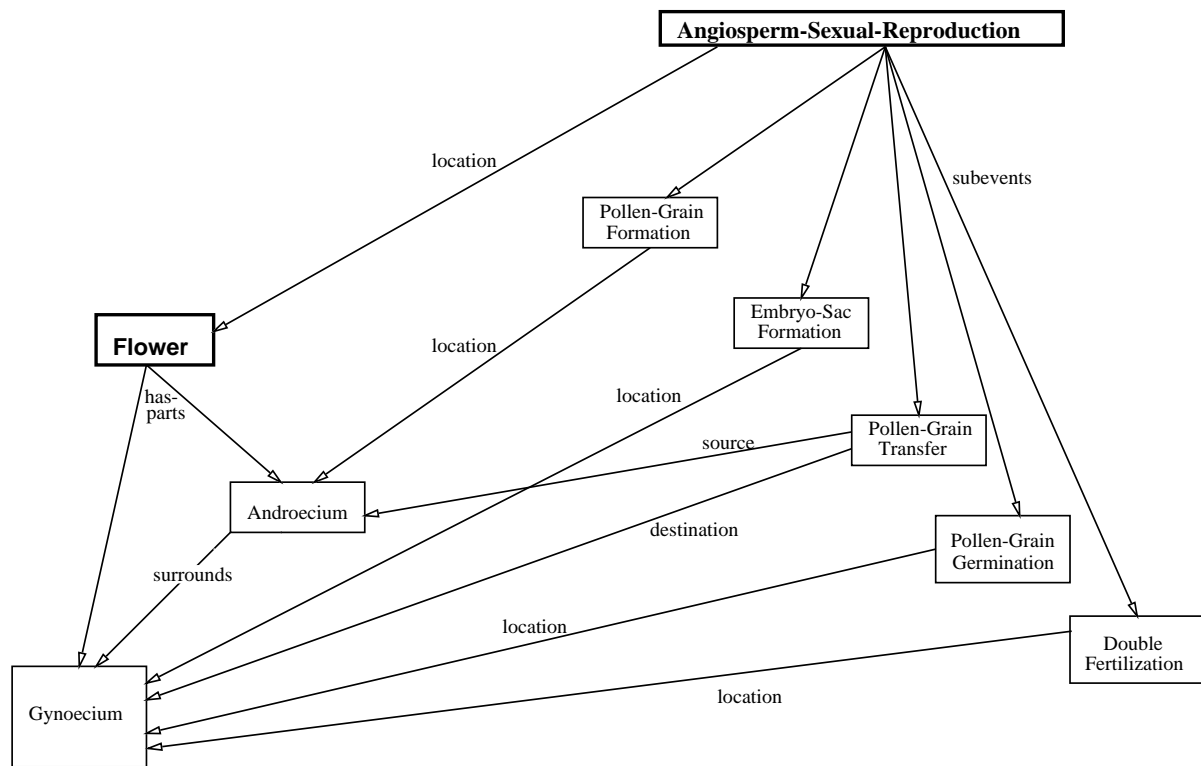 Angiosperm-Sexual-Reproduction
location
subevents
Pollen-Grain
Formation
Embryo-Sac
Formation
Flower
location
has-
parts
location
Pollen-Grain
Transfer
source
Androecium
destination
Pollen-Grain
Germination
surrounds
location
Double
Fertilization
location
Gynoecium